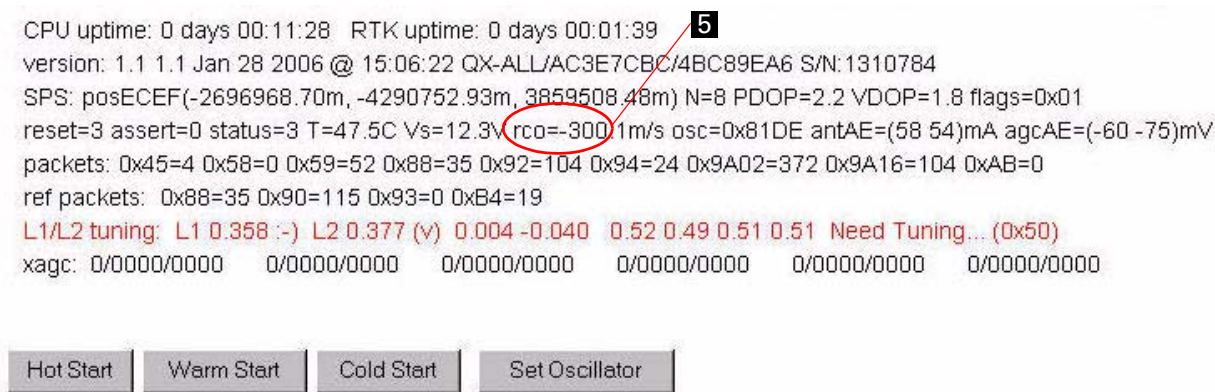 5
CPU uptime: 0 days 00:11:28 RTK uptime: 0 days 00:01:39
version: 1.1 1.1 Jan 28 2006 @ 15:06:22 QX-ALL/AC3E7CBC/4BC89EA6 S/N:1310784
SPS: posECEF(-2696968.70m, -4290752.93m, 3859508.48m) N=8 PDOP=2.2 VDOP=1.8 flags=0x01
reset=3 assert=0 status=3 T=47.5C Vs=12.3V rco=-300.1m/s osc=0x81DE antAE=(58 54)mA agcAE=(-60 -75)mV
packets: 0x45=4 0x58=0 0x59=52 0x88=35 0x92=104 0x94=24 0x9A02=372 0x9A16=104 0xAB=0
ref packets: 0x88=35 0x90=115 0x93=0 0xB4=19
L1/L2 tuning: L1 0.358 :-) L2 0.377 (v) 0.004 -0.040 0.52 0.49 0.51 0.51 Need Tuning... (0x50)
xagc: 0/0000/0000 0/0000/0000 0/0000/0000 0/0000/0000 0/0000/0000 0/0000/0000
Hot Start Warm Start Cold Start Set Oscillator